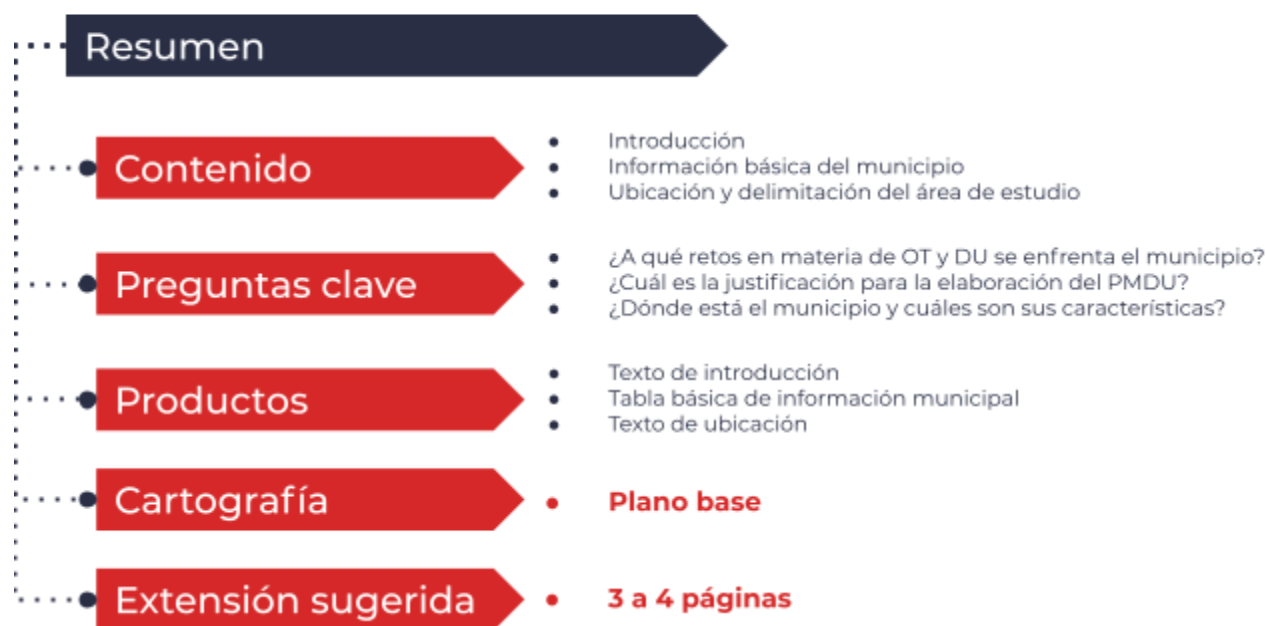 Resumen
Contenido
• Introducción
• Información básica del municipio
• Ubicación y delimitación del área de estudio
Preguntas clave
• ¿A qué retos en materia de OT y DU se enfrenta el municipio?
• ¿Cuál es la justificación para la elaboración del PMDU?
• ¿Dónde está el municipio y cuáles son sus características?
Productos
• Texto de introducción
• Tabla básica de información municipal
• Texto de ubicación
Cartografía
• Plano base
Extensión sugerida
• 3 a 4 páginas